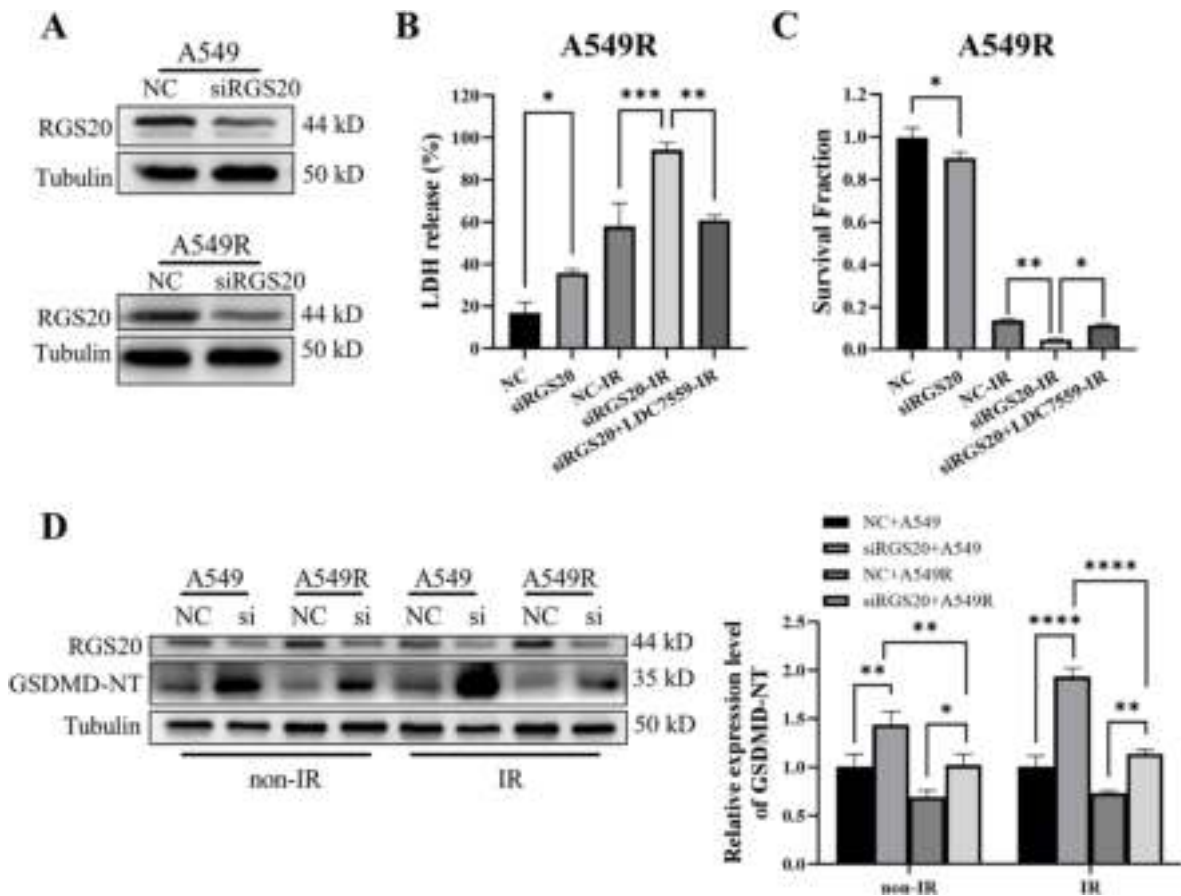 A
A549
NC siRGS20
RGS20 44 kD
Tubulin 50 kD
A549R
NC siRGS20
RGS20 44 kD
Tubulin 50 kD
B
A549R
LDH release (%)
120
100
80
60
40
20
0
* *** **
NC
siRGS20
NC-IR
siRGS20-IR
siRGS20+LDC7559-IR
C
A549R
Survival Fraction
1.2
1.0
0.8
0.6
0.4
0.2
0.0
*
** *
NC
siRGS20
NC-IR
siRGS20-IR
siRGS20+LDC7559-IR
D
A549 A549R A549 A549R
NC si NC si NC si NC si
RGS20 44 kD
GSDMD-NT 35 kD
Tubulin 50 kD
non-IR IR
NC+A549
siRGS20+A549
NC+A549R
siRGS20+A549R
Relative expression level
of GSDMD-NT
2.5
2.0
1.5
1.0
0.5
0.0
****
**** **
** **
*
non-IR IR